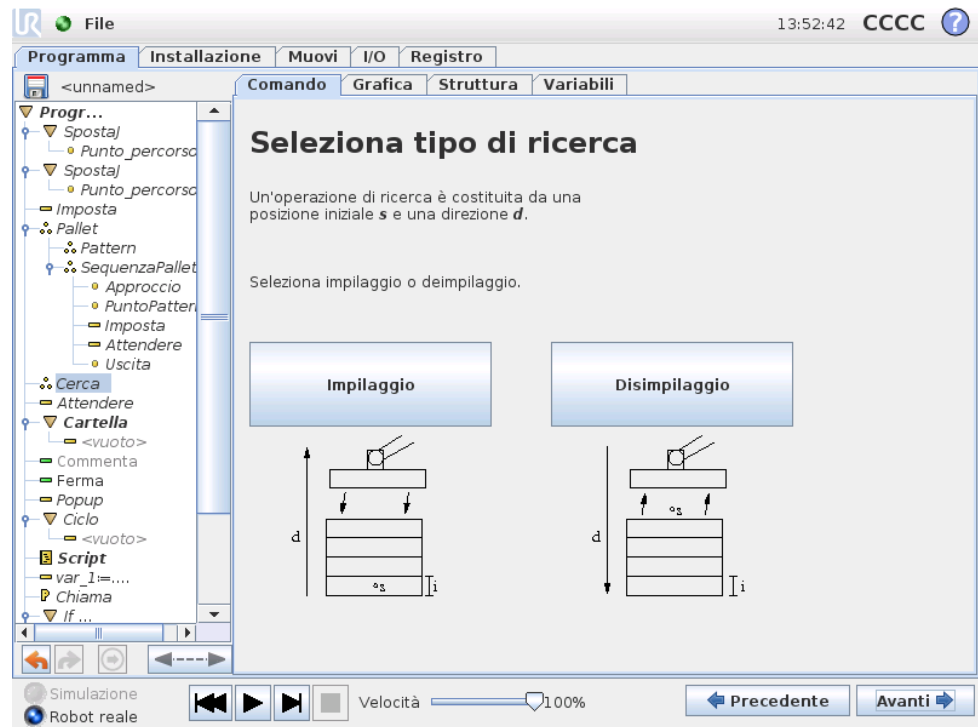 File
13:52:42 CCCC ?
Programma Installazione Muovi I/O Registro
<unnamed>
Comando Grafica Struttura Variabili
Progr...
SpostaJ
Punto_percorso
SpostaJ
Punto_percorso
Imposta
Pallet
Pattern
SequenzaPallet
Approccio
PuntoPatter
Imposta
Attendere
Uscita
Cerca
Attendere
Cartella
<vuoto>
Commenta
Ferma
Popup
Ciclo
<vuoto>
Script
var_1:=....
Chiama
If ...
Seleziona tipo di ricerca
Un'operazione di ricerca è costituita da una
posizione iniziale s e una direzione d.
Seleziona impilaggio o deimpilaggio.
Impilaggio
Disimpilaggio
d
s
i
d
s
i
Simulazione
Robot reale
Velocità 100%
Precedente Avanti